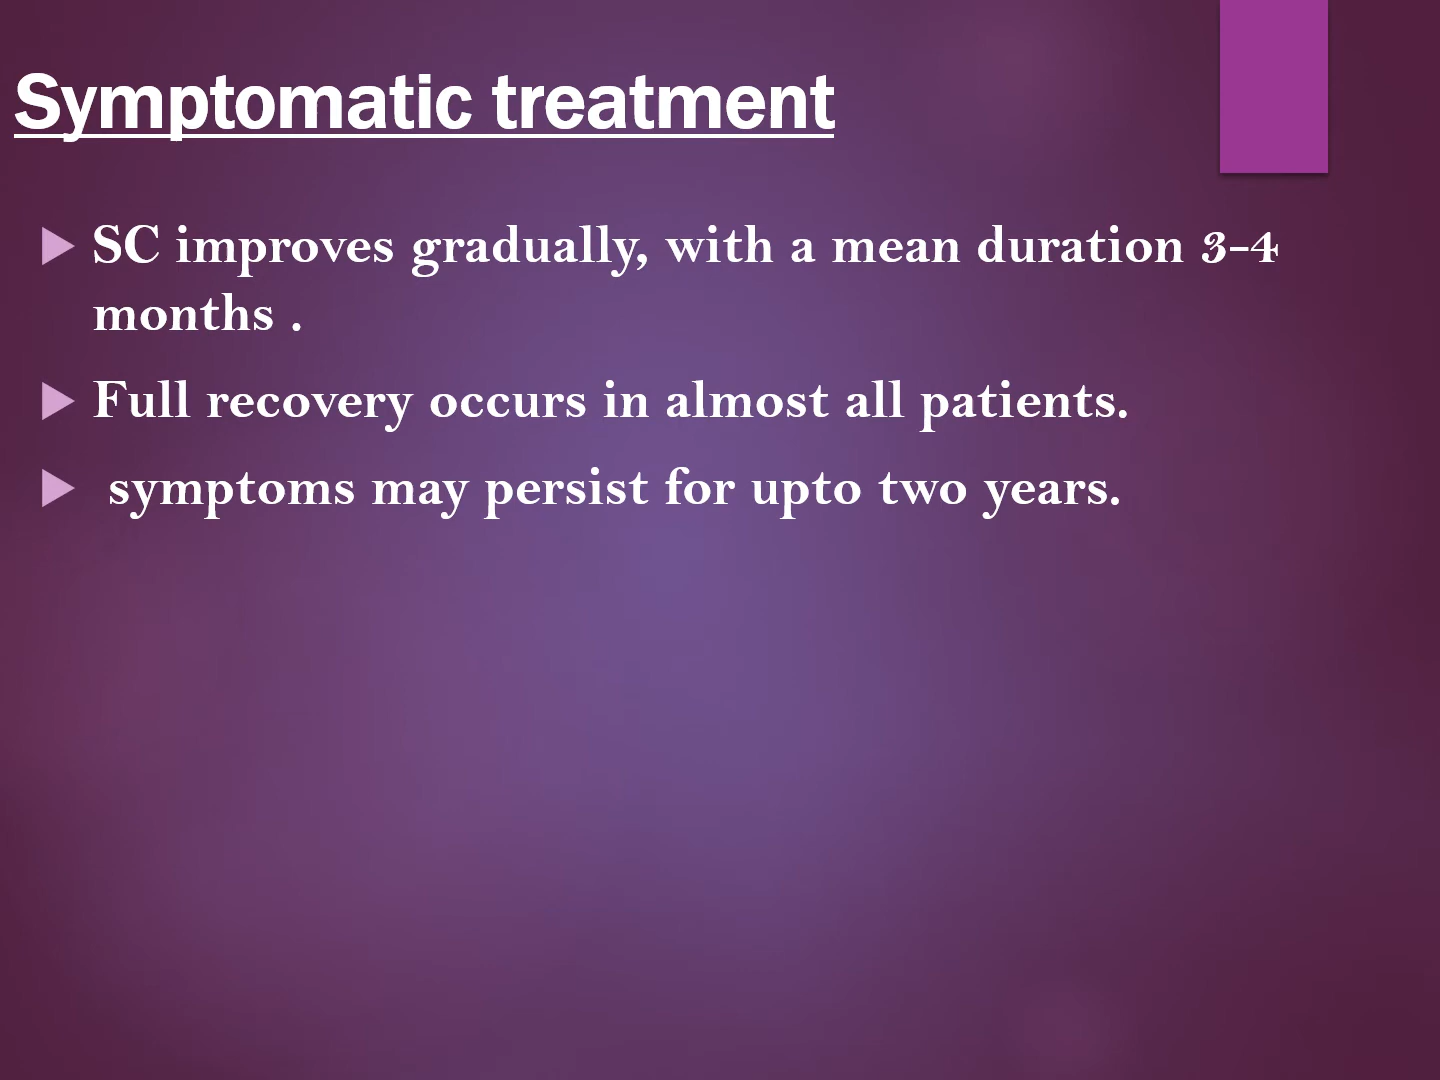 Symptomatic treatment
SC improves gradually, with a mean duration 3-4
months .
Full recovery occurs in almost all patients.
symptoms may persist for upto two years.